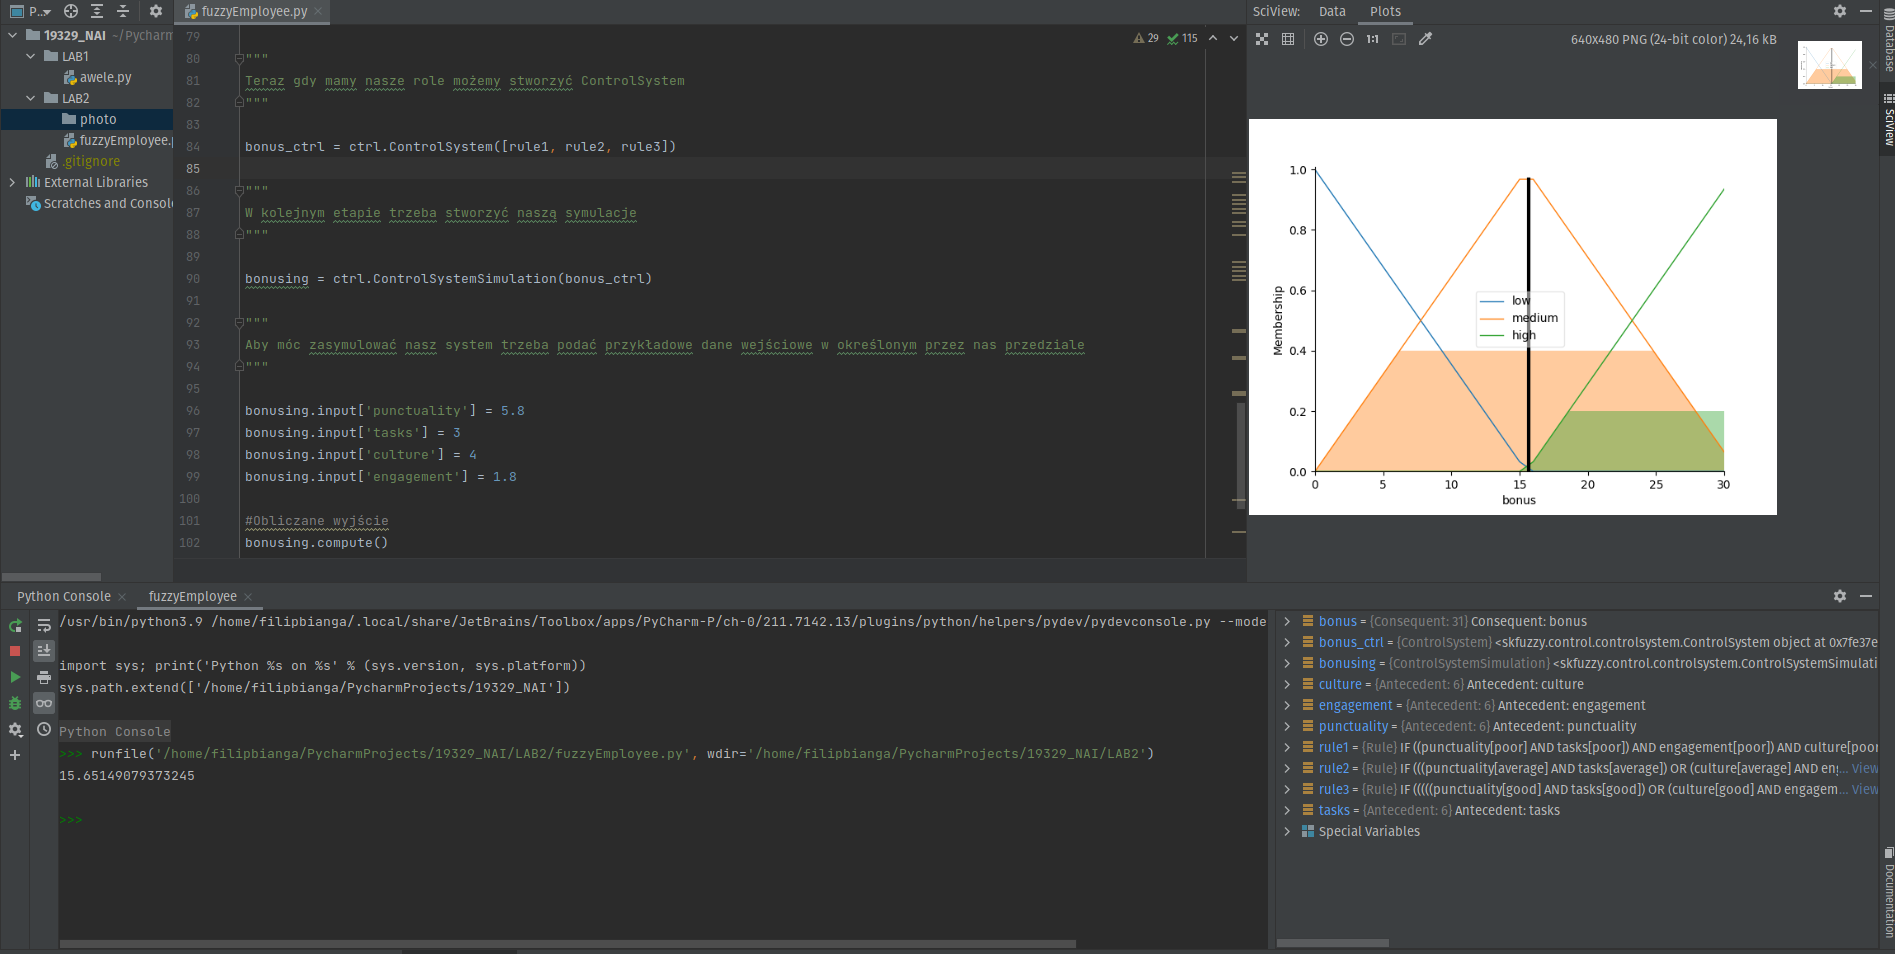 P...
fuzzyEmployee.py
19329_NAI ~/Pycharm
LAB1
awele.py
LAB2
photo
fuzzyEmployee.p
.gitignore
External Libraries
Scratches and Consol
29 115
79
80 """
81 Teraz gdy mamy nasze role możemy stworzyć ControlSystem
82 """
83
84 bonus_ctrl = ctrl.ControlSystem([rule1, rule2, rule3])
85
86 """
87 W kolejnym etapie trzeba stworzyć naszą symulacje
88 """
89
90 bonusing = ctrl.ControlSystemSimulation(bonus_ctrl)
91
92 """
93 Aby móc zasymulować nasz system trzeba podać przykładowe dane wejściowe w określonym przez nas przedziale
94 """
95
96 bonusing.input['punctuality'] = 5.8
97 bonusing.input['tasks'] = 3
98 bonusing.input['culture'] = 4
99 bonusing.input['engagement'] = 1.8
100
101 #Obliczane wyjście
102 bonusing.compute()
SciView: Data Plots
1:1
640x480 PNG (24-bit color) 24,16 kB
1.0
0.8
0.6
0.4
0.2
0.0
Membership
low
medium
high
0 5 10 15 20 25 30
bonus
Database
SciView
Documentation
Python Console fuzzyEmployee
/usr/bin/python3.9 /home/filipbianga/.local/share/JetBrains/Toolbox/apps/PyCharm-P/ch-0/211.7142.13/plugins/python/helpers/pydev/pydevconsole.py --mode
import sys; print('Python %s on %s' % (sys.version, sys.platform))
sys.path.extend(['/home/filipbianga/PycharmProjects/19329_NAI'])
Python Console
>>> runfile('/home/filipbianga/PycharmProjects/19329_NAI/LAB2/fuzzyEmployee.py', wdir='/home/filipbianga/PycharmProjects/19329_NAI/LAB2')
15.65149079373245
>>>
bonus = {Consequent: 31} Consequent: bonus
bonus_ctrl = {ControlSystem} <skfuzzy.control.controlsystem.ControlSystem object at 0x7fe37e
bonusing = {ControlSystemSimulation} <skfuzzy.control.controlsystem.ControlSystemSimulati
culture = {Antecedent: 6} Antecedent: culture
engagement = {Antecedent: 6} Antecedent: engagement
punctuality = {Antecedent: 6} Antecedent: punctuality
rule1 = {Rule} IF ((punctuality[poor] AND tasks[poor]) AND engagement[poor]) AND culture[poor
rule2 = {Rule} IF (((punctuality[average] AND tasks[average]) OR (culture[average] AND en... View
rule3 = {Rule} IF (((((punctuality[good] AND tasks[good]) OR (culture[good] AND engagem... View
tasks = {Antecedent: 6} Antecedent: tasks
Special Variables